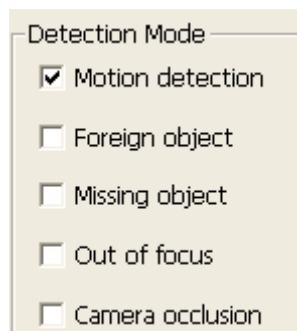 Detection Mode
Motion detection
Foreign object
Missing object
Out of focus
Camera occlusion